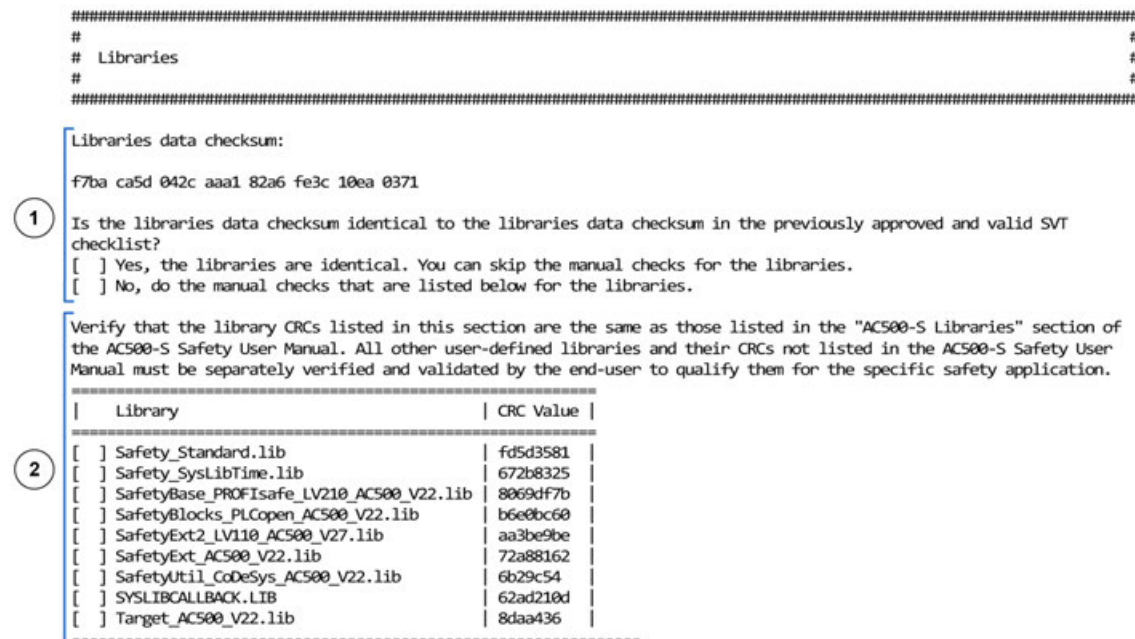 ################################################################################
#                                                                              #
#  Libraries                                                                   #
#                                                                              #
################################################################################
Libraries data checksum:
f7ba ca5d 042c aaa1 82a6 fe3c 10ea 0371
1
Is the libraries data checksum identical to the libraries data checksum in the previously approved and valid SVT
checklist?
[  ] Yes, the libraries are identical. You can skip the manual checks for the libraries.
[  ] No, do the manual checks that are listed below for the libraries.
Verify that the library CRCs listed in this section are the same as those listed in the "AC500-S Libraries" section of
the AC500-S Safety User Manual. All other user-defined libraries and their CRCs not listed in the AC500-S Safety User
Manual must be separately verified and validated by the end-user to qualify them for the specific safety application.
===========================================================
|    Library                                  | CRC Value |
===========================================================
[  ] Safety_Standard.lib                      | fd5d3581  |
2
[  ] Safety_SysLibTime.lib                    | 672b8325  |
[  ] SafetyBase_PROFIsafe_LV210_AC500_V22.lib | 8069df7b  |
[  ] SafetyBlocks_PLCopen_AC500_V22.lib       | b6e0bc60  |
[  ] SafetyExt2_LV110_AC500_V27.lib           | aa3be9be  |
[  ] SafetyExt_AC500_V22.lib                  | 72a88162  |
[  ] SafetyUtil_CoDeSys_AC500_V22.lib         | 6b29c54   |
[  ] SYSLIBCALLBACK.LIB                       | 62ad210d  |
[  ] Target_AC500_V22.lib                     | 8daa436   |
----------------------------------------------------------------